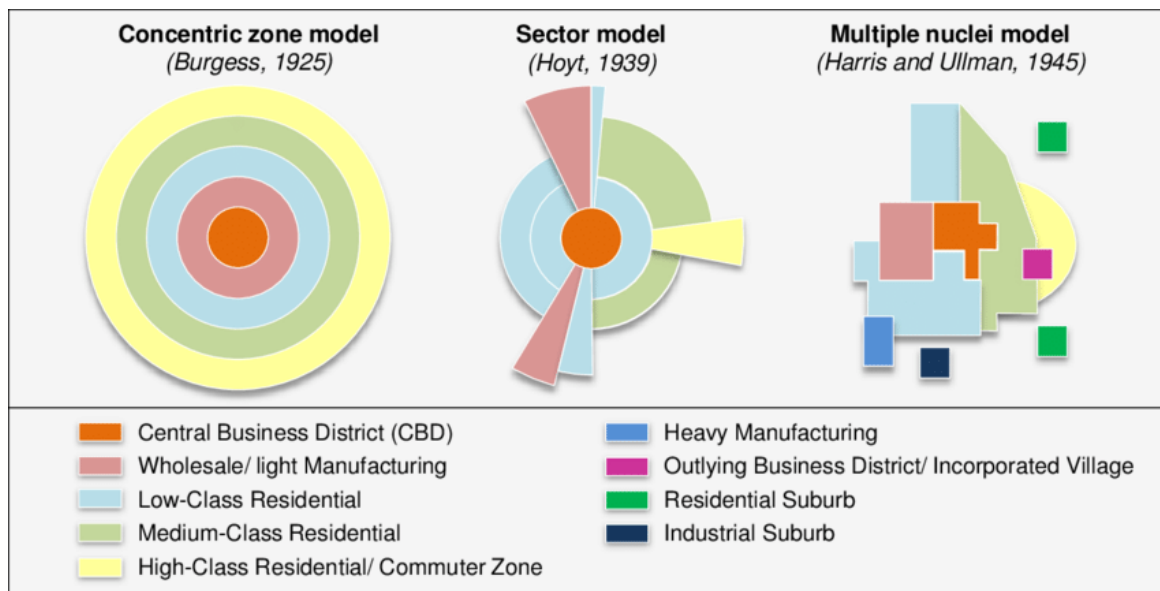 Concentric zone model
(Burgess, 1925)
Sector model
(Hoyt, 1939)
Multiple nuclei model
(Harris and Ullman, 1945)
Central Business District (CBD)
Wholesale/ light Manufacturing
Low-Class Residential
Medium-Class Residential
High-Class Residential/ Commuter Zone
Heavy Manufacturing
Outlying Business District/ Incorporated Village
Residential Suburb
Industrial Suburb